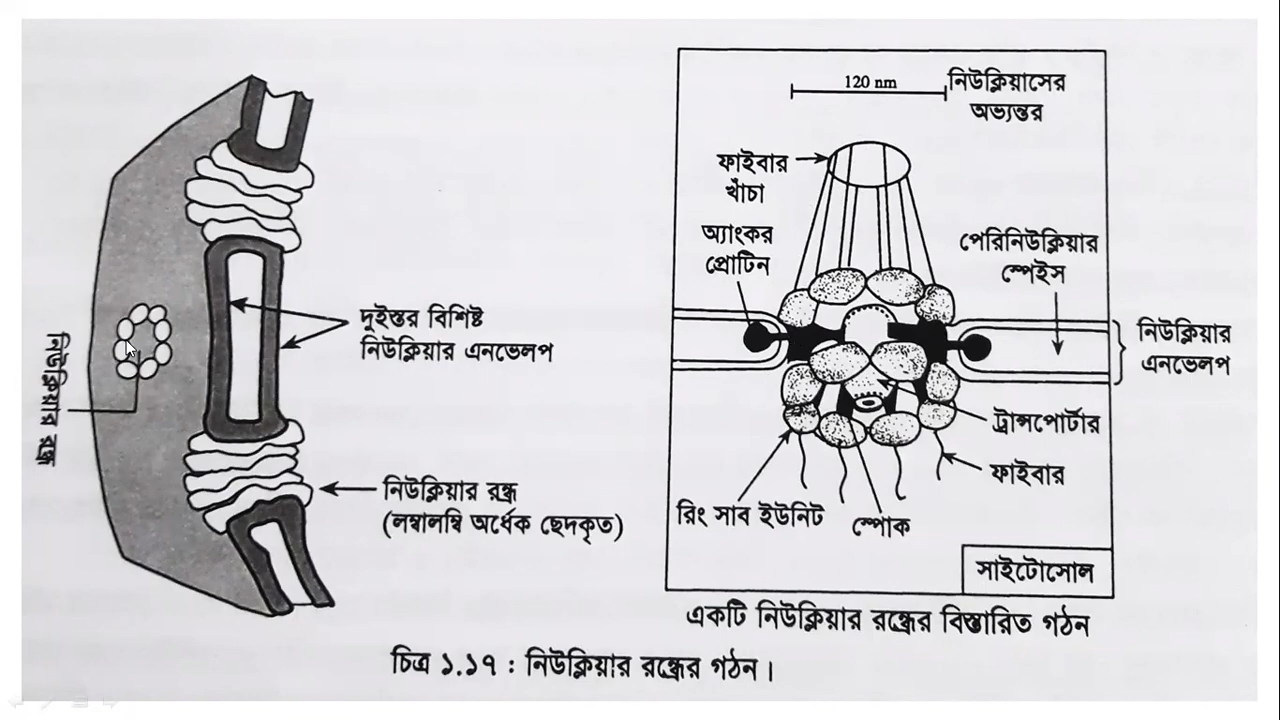 দুইস্তর বিশিষ্ট
নিউক্লিয়ার এনভেলপ
নিউক্লিয়ার রন্ধ্র
নিউক্লিয়ার রন্ধ্র
(লম্বালম্বি অর্ধেক ছেদকৃত)
120 nm
নিউক্লিয়াসের
অভ্যন্তর
ফাইবার
খাঁচা
অ্যাংকর
প্রোটিন
পেরিনিউক্লিয়ার
স্পেইস
নিউক্লিয়ার
এনভেলপ
ট্রান্সপোর্টার
ফাইবার
রিং সাব ইউনিট
স্পোক
সাইটোসোল
একটি নিউক্লিয়ার রন্ধ্রের বিস্তারিত গঠন
চিত্র ১.১৭ : নিউক্লিয়ার রন্ধ্রের গঠন।